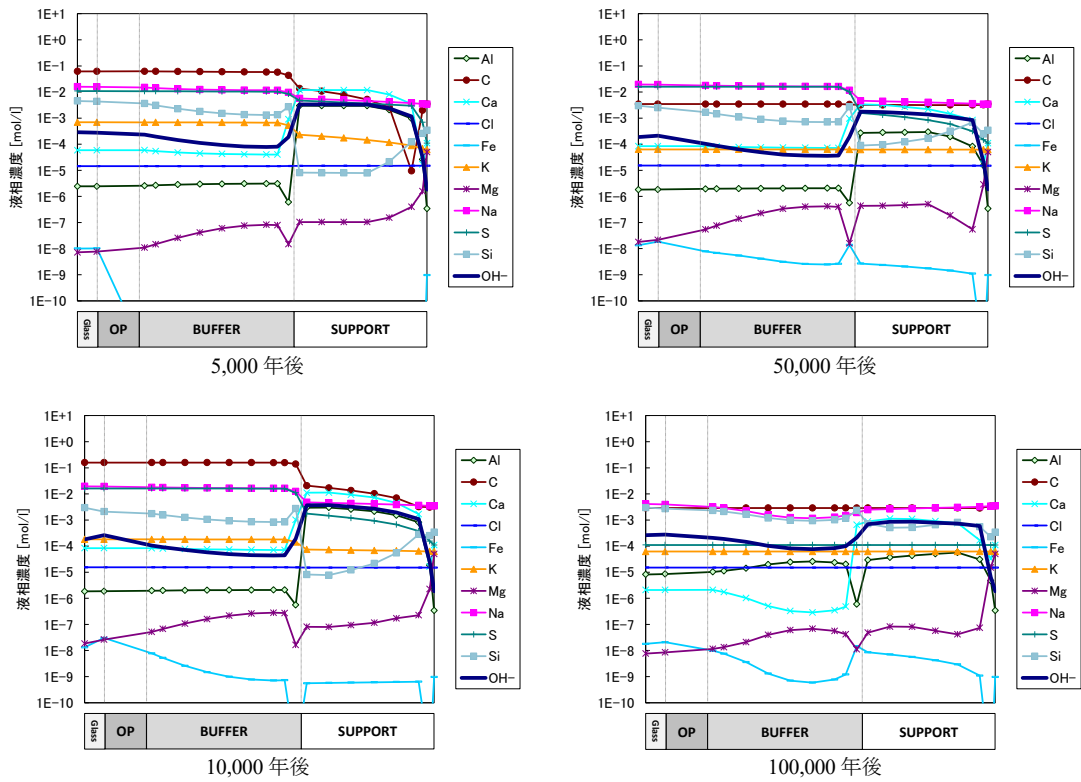 1E+1
1E+0
1E-1
1E-2
1E-3
1E-4
1E-5
1E-6
1E-7
1E-8
1E-9
1E-10
液相濃度 [mol/l]
Al
C
Ca
Cl
Fe
K
Mg
Na
S
Si
OH-
Glass OP BUFFER SUPPORT
5,000 年後
1E+1
1E+0
1E-1
1E-2
1E-3
1E-4
1E-5
1E-6
1E-7
1E-8
1E-9
1E-10
液相濃度 [mol/l]
Al
C
Ca
Cl
Fe
K
Mg
Na
S
Si
OH-
Glass OP BUFFER SUPPORT
50,000 年後
1E+1
1E+0
1E-1
1E-2
1E-3
1E-4
1E-5
1E-6
1E-7
1E-8
1E-9
1E-10
液相濃度 [mol/l]
Al
C
Ca
Cl
Fe
K
Mg
Na
S
Si
OH-
Glass OP BUFFER SUPPORT
10,000 年後
1E+1
1E+0
1E-1
1E-2
1E-3
1E-4
1E-5
1E-6
1E-7
1E-8
1E-9
1E-10
液相濃度 [mol/l]
Al
C
Ca
Cl
Fe
K
Mg
Na
S
Si
OH-
Glass OP BUFFER SUPPORT
100,000 年後